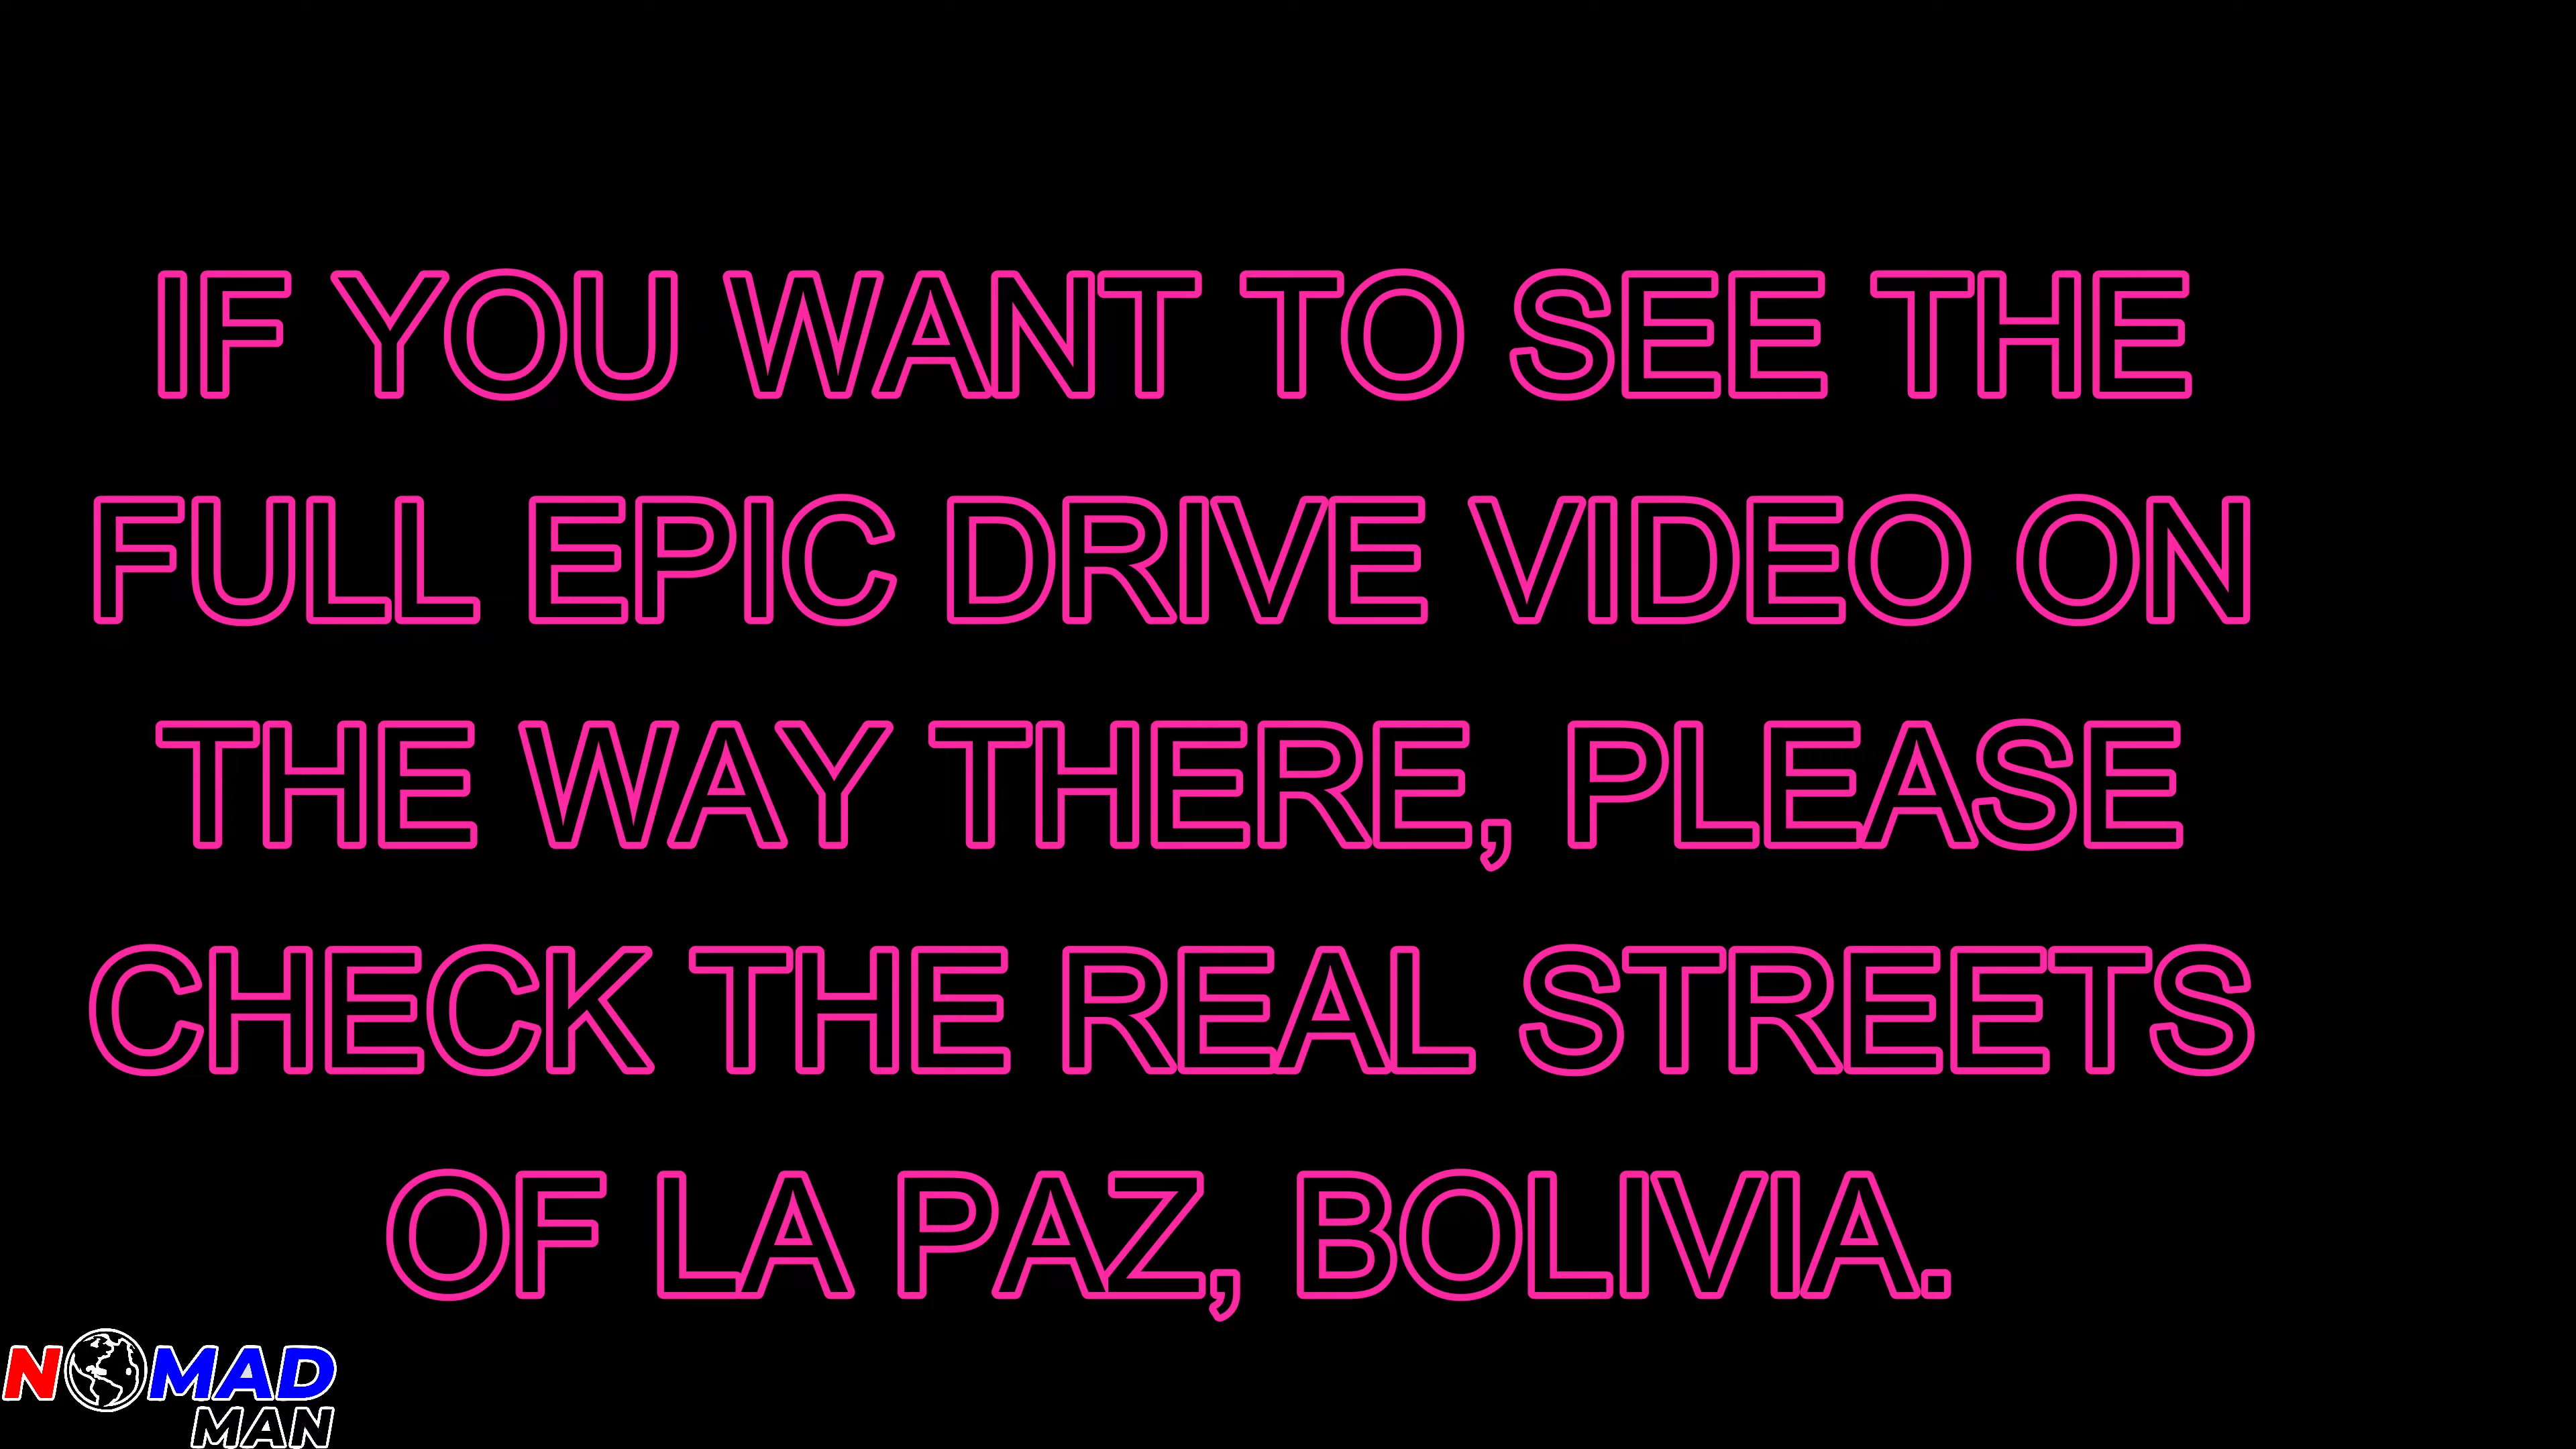 IF YOU WANT TO SEE THE
FULL EPIC DRIVE VIDEO ON
THE WAY THERE, PLEASE
CHECK THE REAL STREETS
OF LA PAZ, BOLIVIA.
NOMAD
MAN